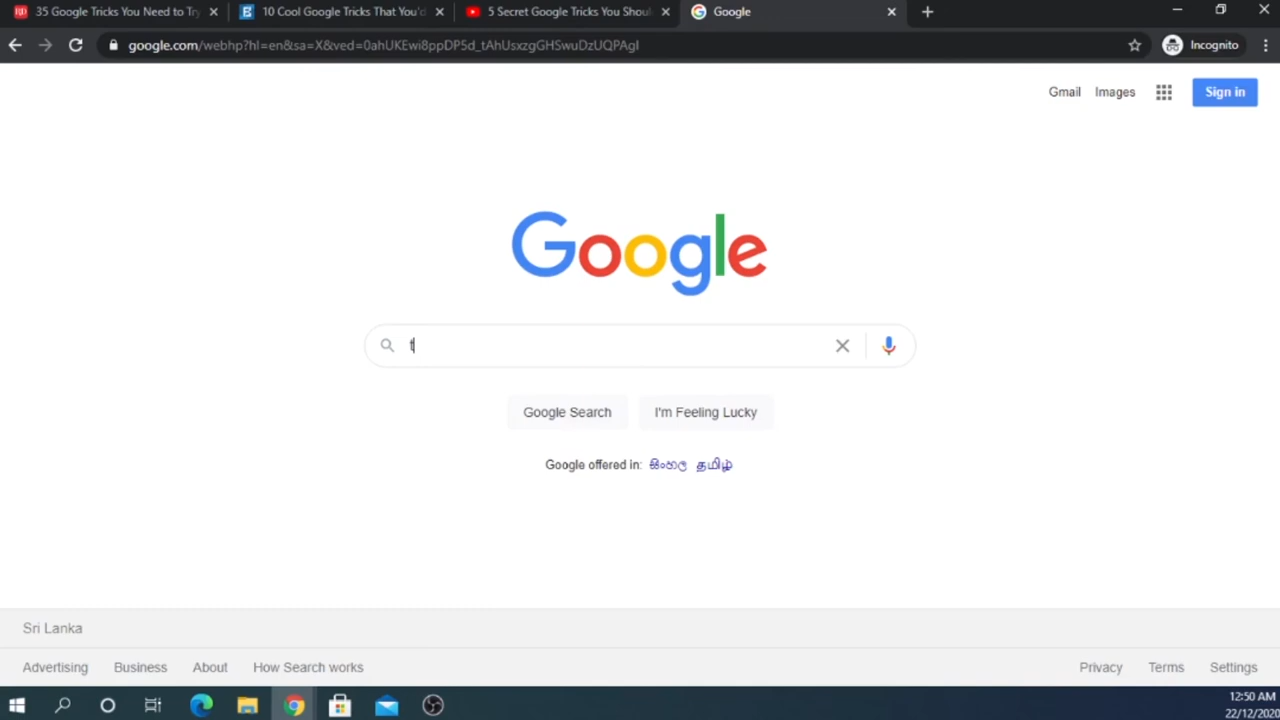 35 Google Tricks You Need to Try
10 Cool Google Tricks That You'd
5 Secret Google Tricks You Shoul
Google
google.com/webhp?hl=en&sa=X&ved=0ahUKEwi8ppDP5d_tAhUsxzgGHSwuDzUQPAgI
Incognito
Gmail Images Sign in
Google
t
Google Search I'm Feeling Lucky
Google offered in: සිංහල தமிழ்
Sri Lanka
Advertising Business About How Search works Privacy Terms Settings
12:50 AM
22/12/2020